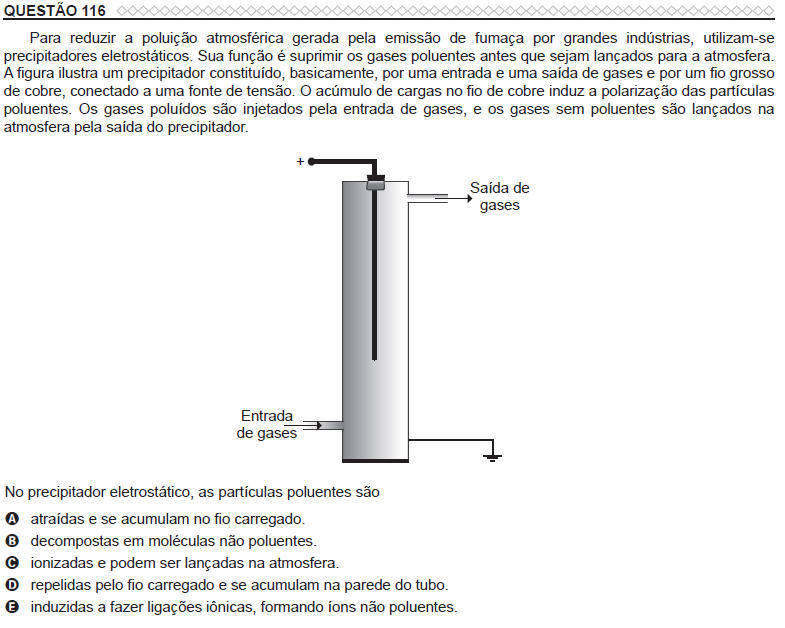 QUESTÃO 116
Para reduzir a poluição atmosférica gerada pela emissão de fumaça por grandes indústrias, utilizam-se
precipitadores eletrostáticos. Sua função é suprimir os gases poluentes antes que sejam lançados para a atmosfera.
A figura ilustra um precipitador constituído, basicamente, por uma entrada e uma saída de gases e por um fio grosso
de cobre, conectado a uma fonte de tensão. O acúmulo de cargas no fio de cobre induz a polarização das partículas
poluentes. Os gases poluídos são injetados pela entrada de gases, e os gases sem poluentes são lançados na
atmosfera pela saída do precipitador.
+
Saída de
gases
Entrada
de gases
No precipitador eletrostático, as partículas poluentes são
A atraídas e se acumulam no fio carregado.
B decompostas em moléculas não poluentes.
C ionizadas e podem ser lançadas na atmosfera.
D repelidas pelo fio carregado e se acumulam na parede do tubo.
E induzidas a fazer ligações iônicas, formando íons não poluentes.